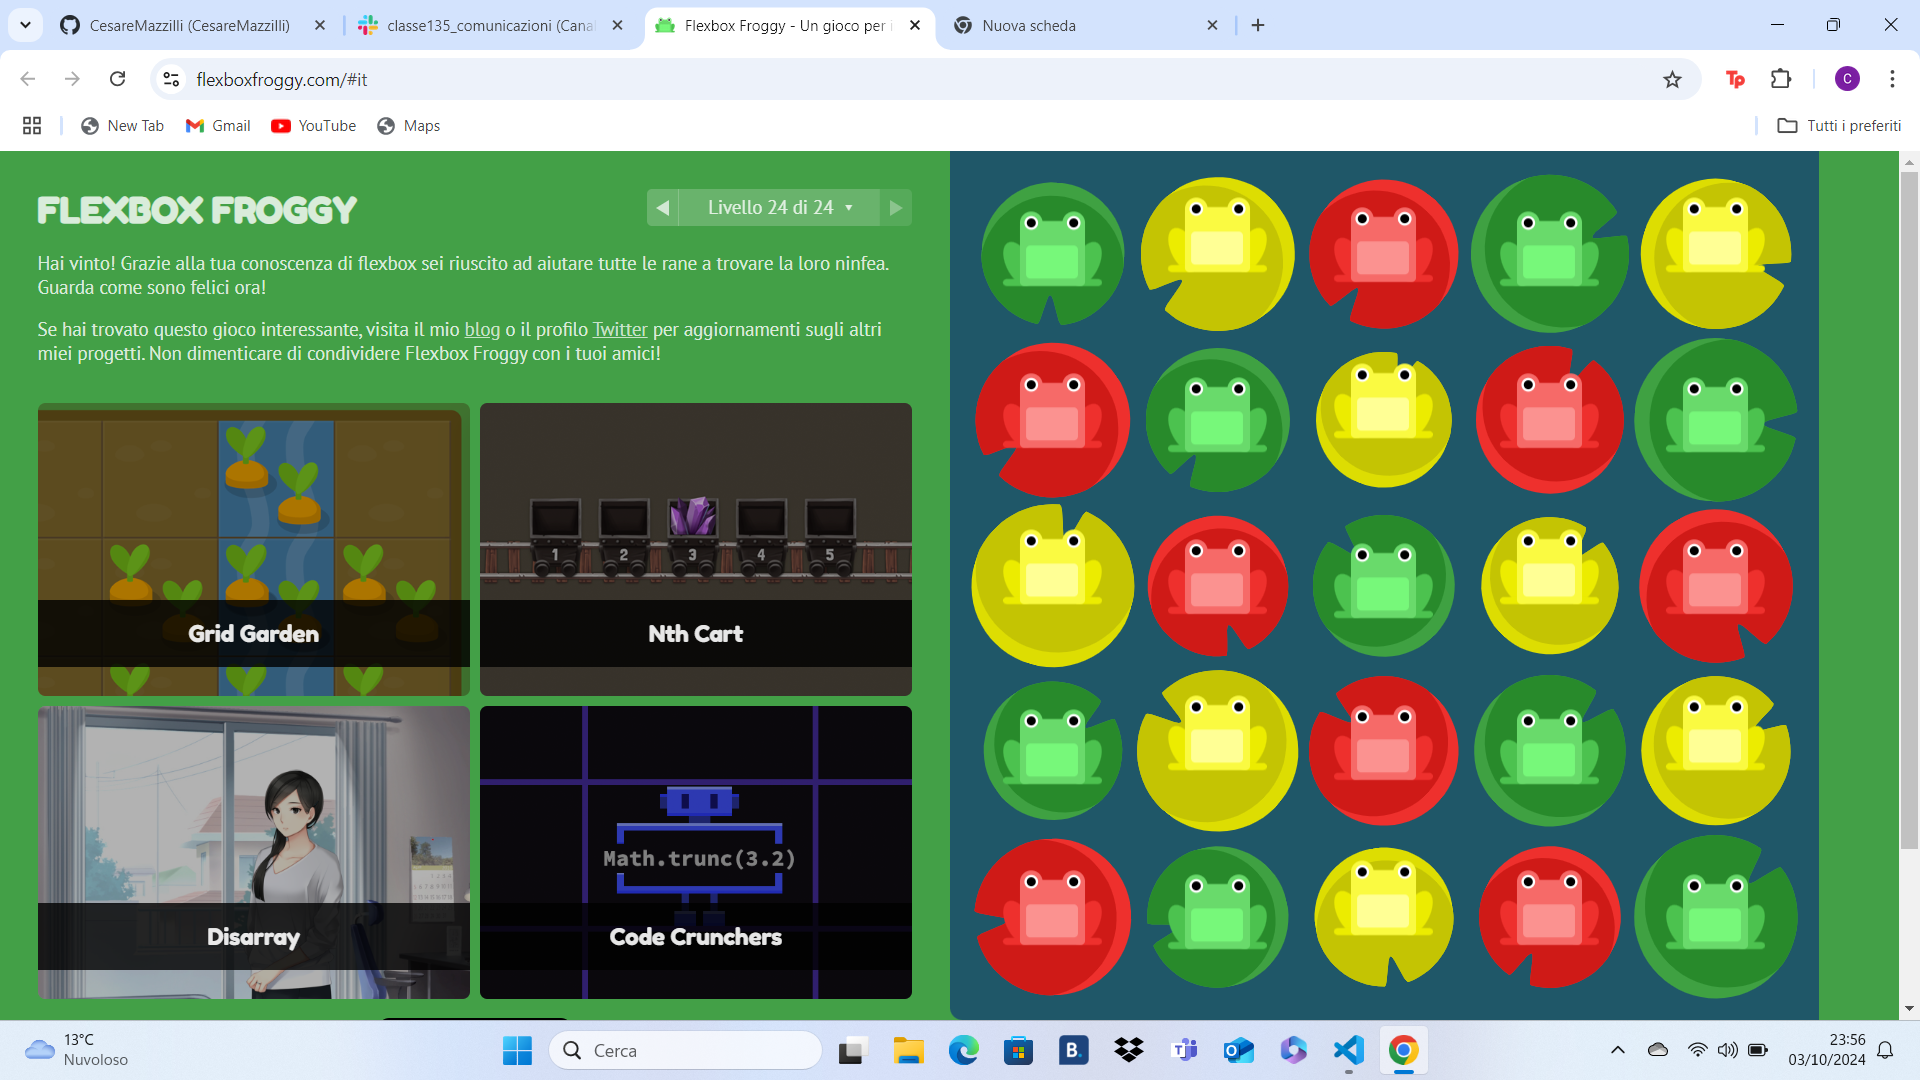 CesareMazzilli (CesareMazzilli)
classe135_comunicazioni (Cana
Flexbox Froggy - Un gioco per i
Nuova scheda
flexboxfroggy.com/#it
Tp
C
New Tab
Gmail
YouTube
Maps
Tutti i preferiti
FLEXBOX FROGGY
Livello 24 di 24
Hai vinto! Grazie alla tua conoscenza di flexbox sei riuscito ad aiutare tutte le rane a trovare la loro ninfea.
Guarda come sono felici ora!
Se hai trovato questo gioco interessante, visita il mio blog o il profilo Twitter per aggiornamenti sugli altri
miei progetti. Non dimenticare di condividere Flexbox Froggy con i tuoi amici!
1 2 3 4 5
Grid Garden
Nth Cart
Math.trunc(3.2)
Disarray
Code Crunchers
13°C
Nuvoloso
Cerca
B.
23:56
03/10/2024